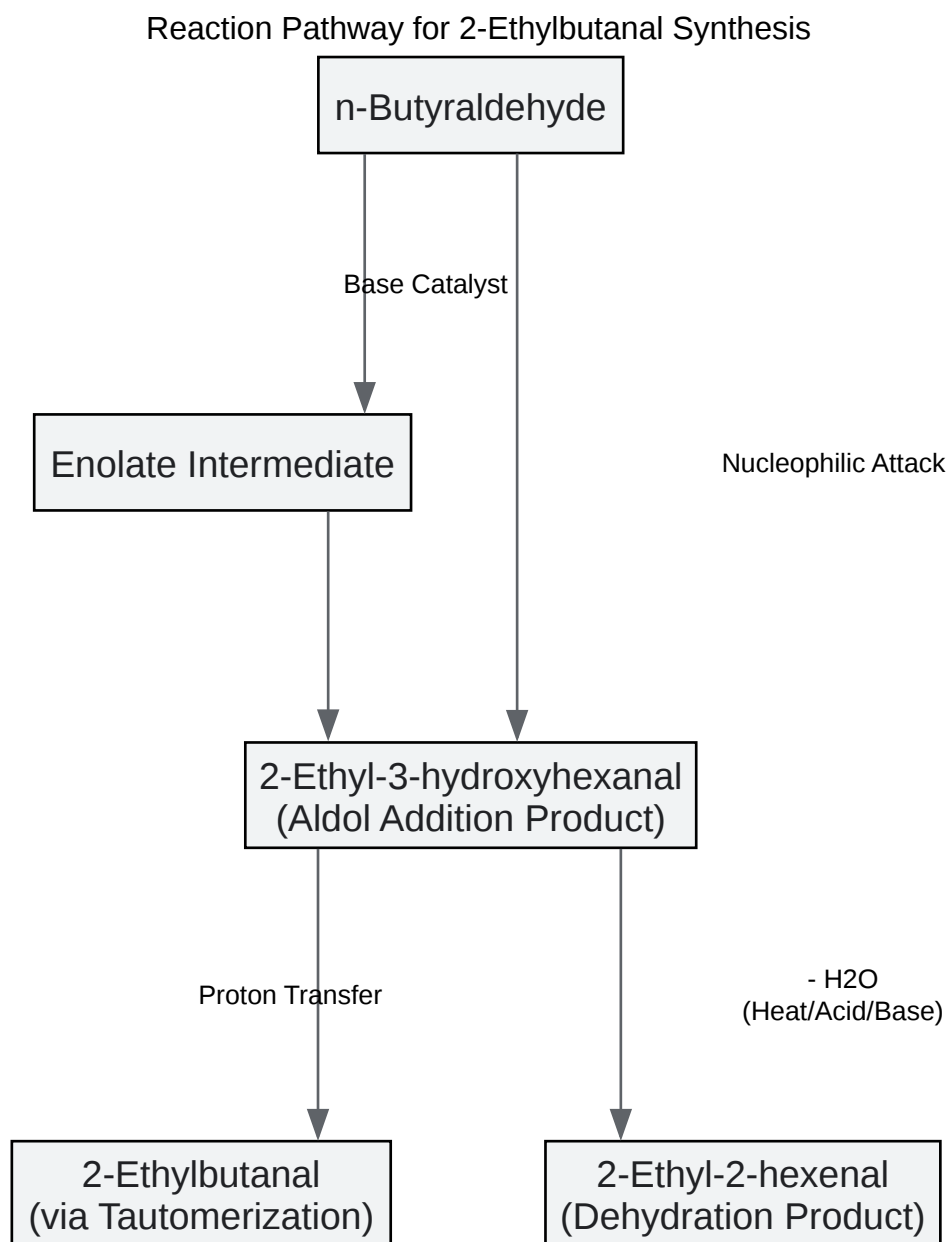 Reaction Pathway for 2-Ethylbutanal Synthesis
n-Butyraldehyde
Base Catalyst
Enolate Intermediate
Nucleophilic Attack
2-Ethyl-3-hydroxyhexanal
(Aldol Addition Product)
Proton Transfer
- H2O
(Heat/Acid/Base)
2-Ethylbutanal
(via Tautomerization)
2-Ethyl-2-hexenal
(Dehydration Product)